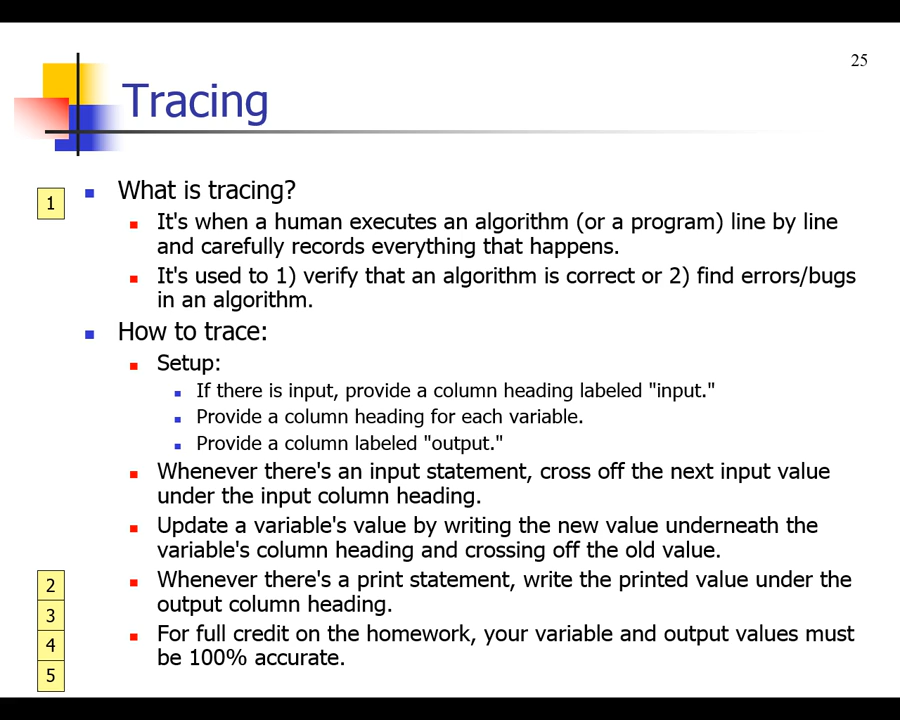 25
Tracing
1
What is tracing?
It's when a human executes an algorithm (or a program) line by line
and carefully records everything that happens.
It's used to 1) verify that an algorithm is correct or 2) find errors/bugs
in an algorithm.
How to trace:
Setup:
If there is input, provide a column heading labeled "input."
Provide a column heading for each variable.
Provide a column labeled "output."
Whenever there's an input statement, cross off the next input value
under the input column heading.
Update a variable's value by writing the new value underneath the
variable's column heading and crossing off the old value.
2
Whenever there's a print statement, write the printed value under the
output column heading.
3
For full credit on the homework, your variable and output values must
be 100% accurate.
4
5